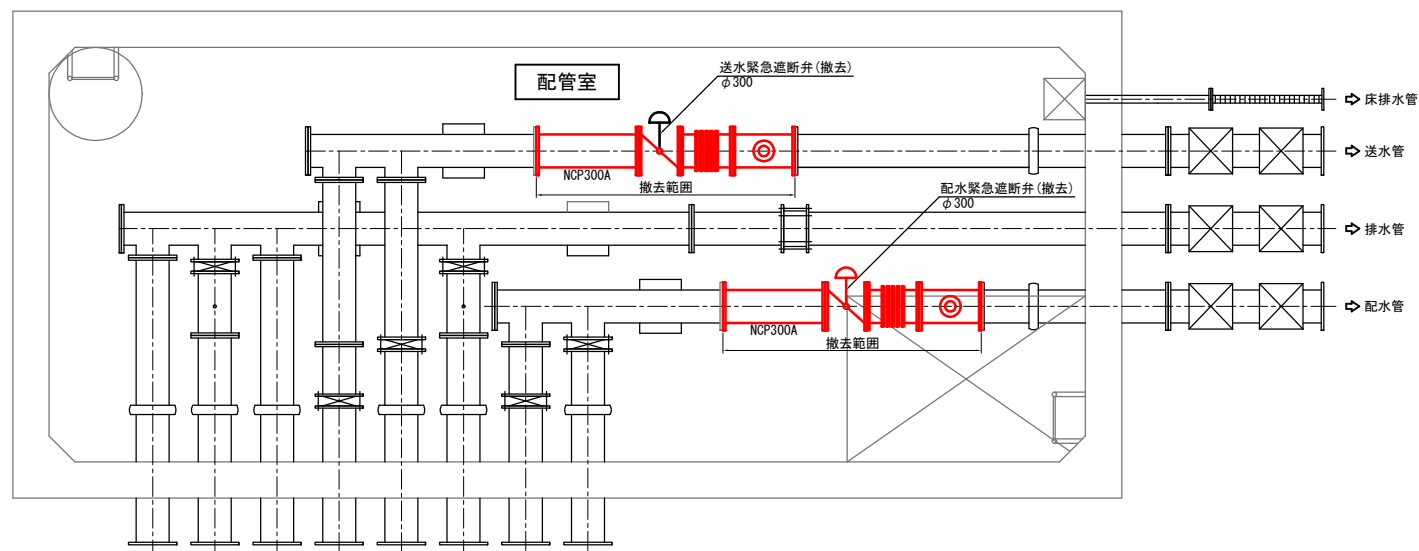 配管室
送水緊急遮断弁(撤去)
φ300
床排水管
送水管
NCP300A
撤去範囲
配水緊急遮断弁(撤去)
φ300
排水管
配水管
NCP300A
撤去範囲